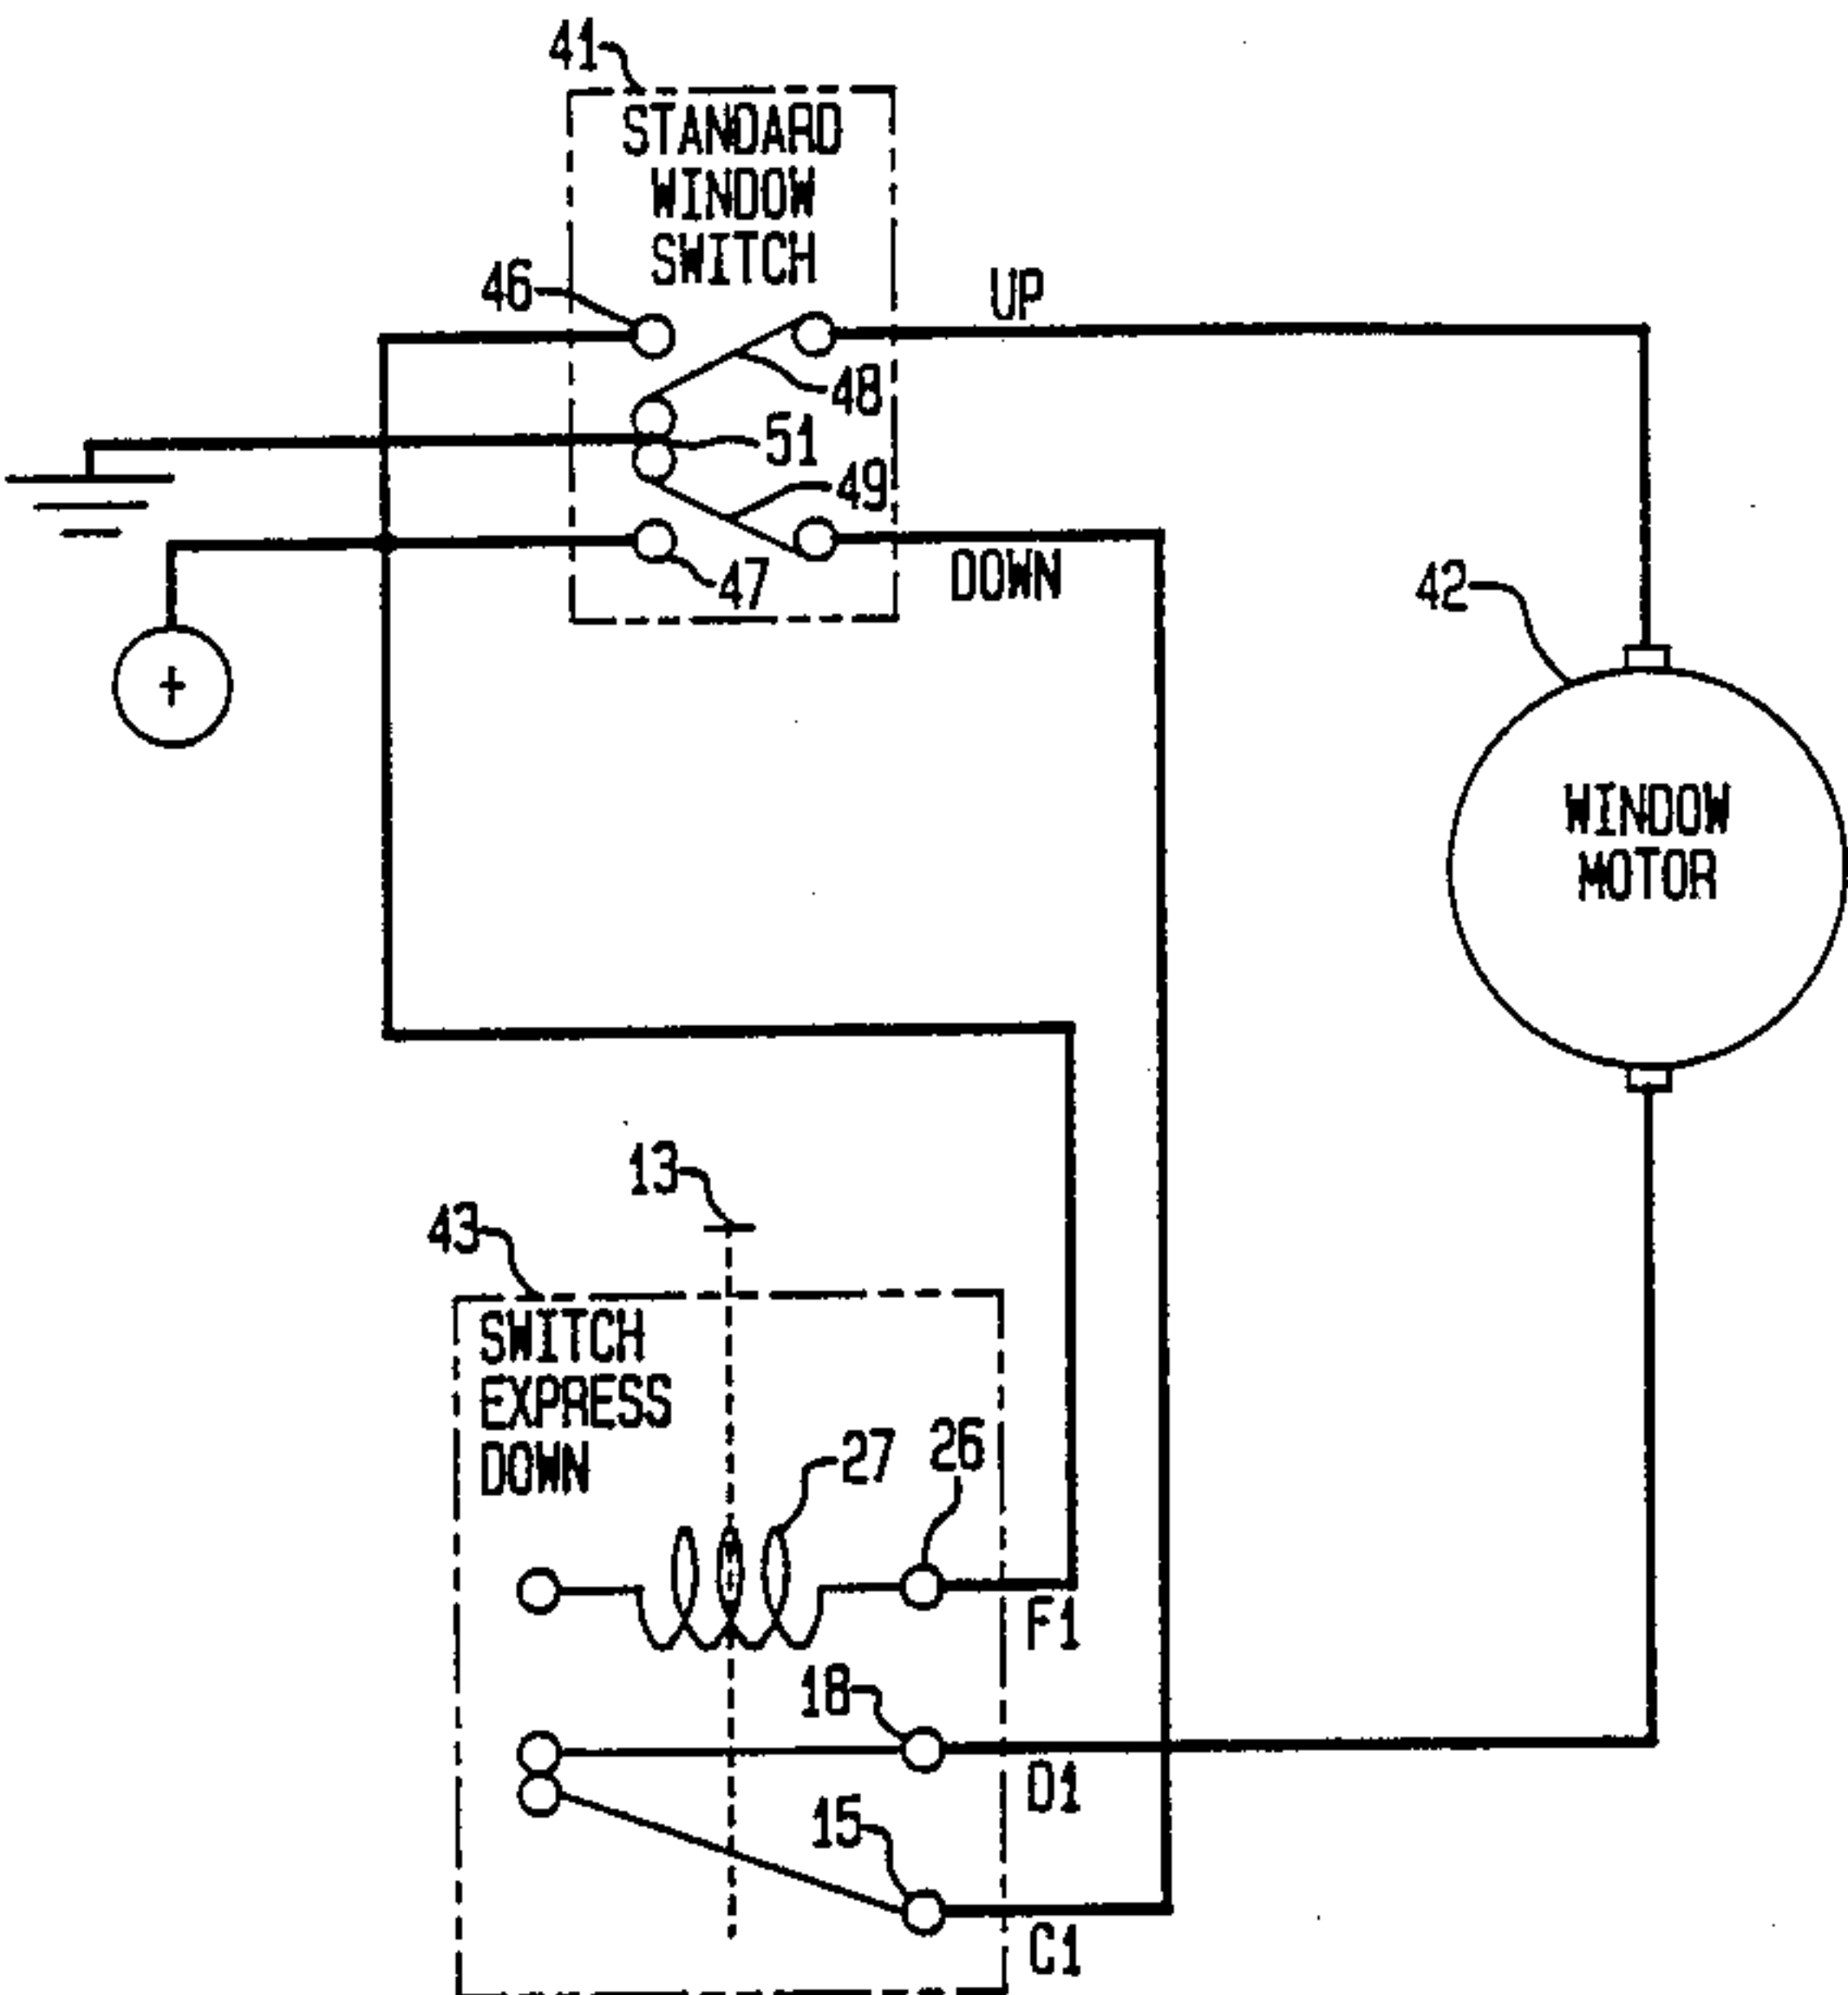 41
STANDARD
WINDOW
SWITCH
46
UP
48
51
49
47
DOWN
42
+
WINDOW
MOTOR
13
43
SWITCH
EXPRESS
DOWN
27
26
F1
18
D1
15
C1